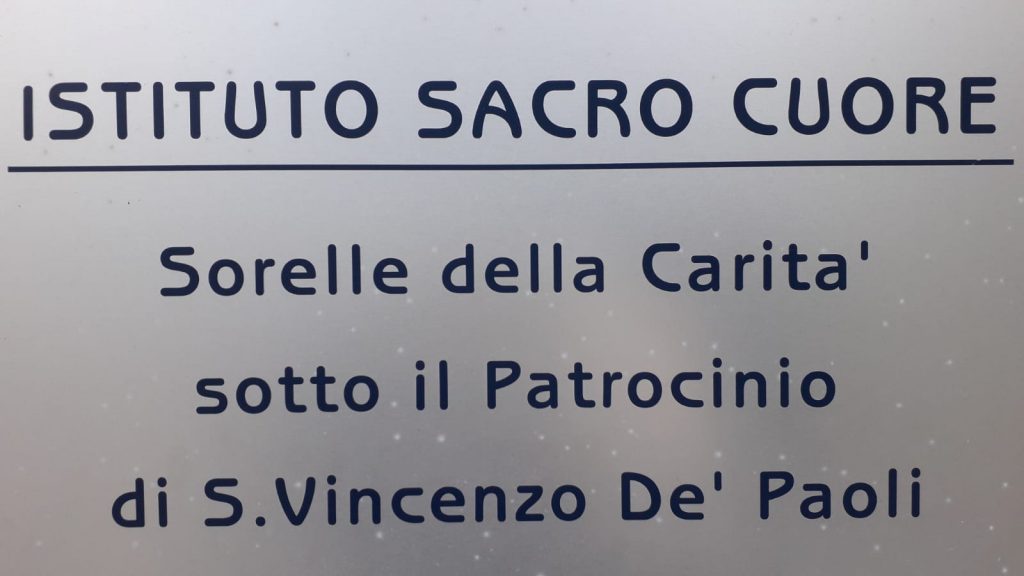 ISTITUTO SACRO CUORE
Sorelle della Carita'
sotto il Patrocinio
di S.Vincenzo De' Paoli